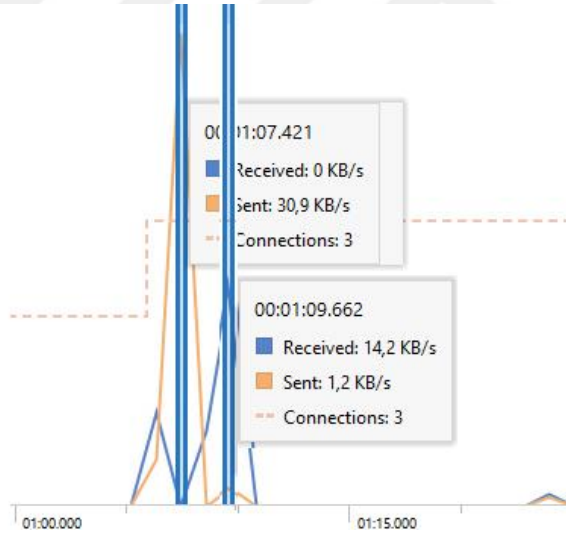 00:01:07.421
Received: 0 KB/s
Sent: 30,9 KB/s
Connections: 3
00:01:09.662
Received: 14,2 KB/s
Sent: 1,2 KB/s
Connections: 3
01:00.000
01:15.000